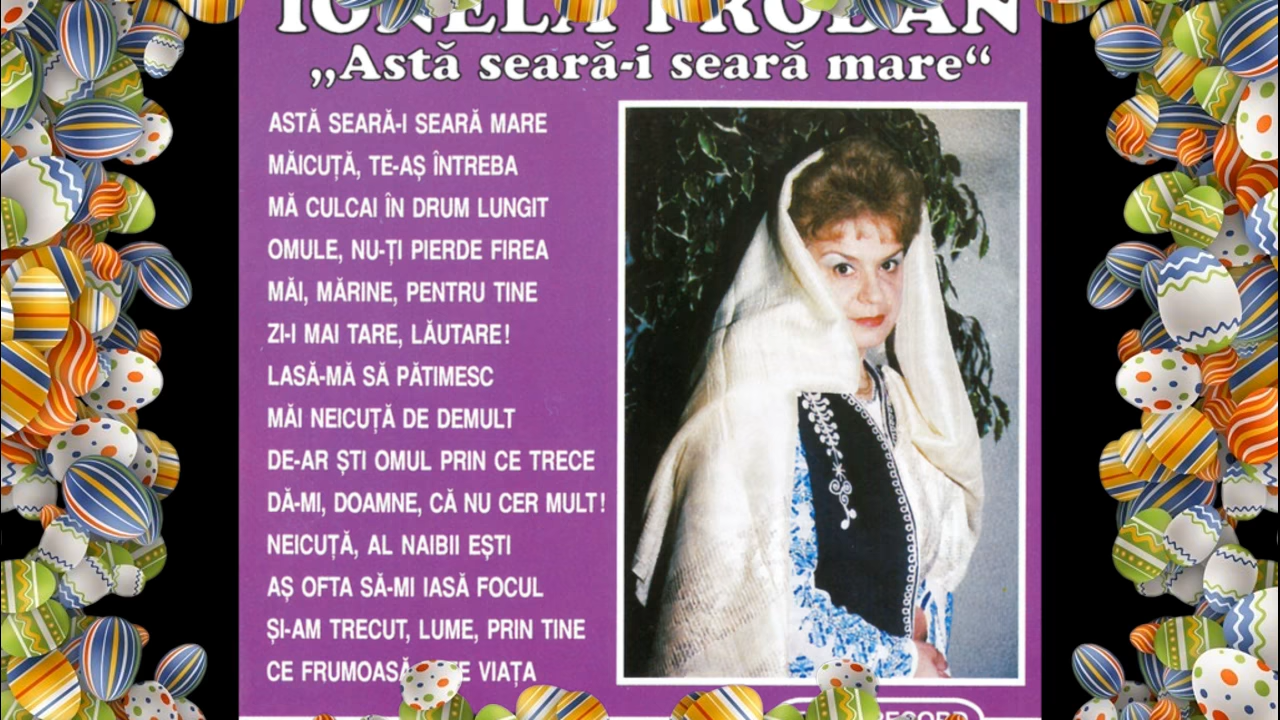 IONELA PRODAN
„Astă seară-i seară mare“
ASTĂ SEARĂ-I SEARĂ MARE
MĂICUȚĂ, TE-AȘ ÎNTREBA
MĂ CULCAI ÎN DRUM LUNGIT
OMULE, NU-ȚI PIERDE FIREA
MĂI, MĂRINE, PENTRU TINE
ZI-I MAI TARE, LĂUTARE!
LASĂ-MĂ SĂ PĂTIMESC
MĂI NEICUȚĂ DE DEMULT
DE-AR ȘTI OMUL PRIN CE TRECE
DĂ-MI, DOAMNE, CĂ NU CER MULT!
NEICUȚĂ, AL NAIBII EȘTI
AȘ OFTA SĂ-MI IASĂ FOCUL
ȘI-AM TRECUT, LUME, PRIN TINE
CE FRUMOASĂ E VIAȚA
RECORD